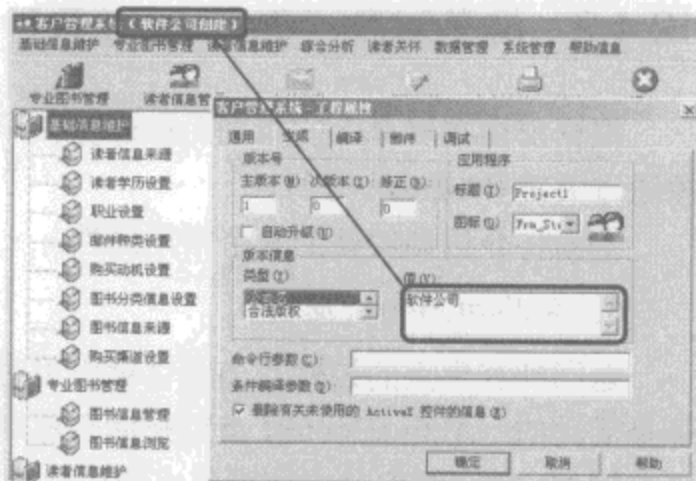 客户管理系统（软件公司创建）
基础信息维护 专业图书管理 读者信息维护 综合分析 读者关怀 数据管理 系统管理 帮助信息
专业图书管理 读者信息管
基础信息维护
读者信息来源
读者学历设置
职业设置
邮件种类设置
购买动机设置
图书分类信息设置
图书信息来源
购买渠道设置
专业图书管理
图书信息管理
图书信息浏览
读者信息维护
客户管理系统 - 工程属性
通用 生成 编译 部件 调试
版本号
主版本(M) 次版本(I) 修正(R):
1 0 0
自动升级(U)
应用程序
标题(T) Project1
图标(O) Frm_Sta
版本信息
类型(Y)
合法版权
值(V):
软件公司
命令行参数(C):
条件编译参数(Q)
删除有关未使用的 ActiveX 控件的信息(E)
确定 取消 帮助